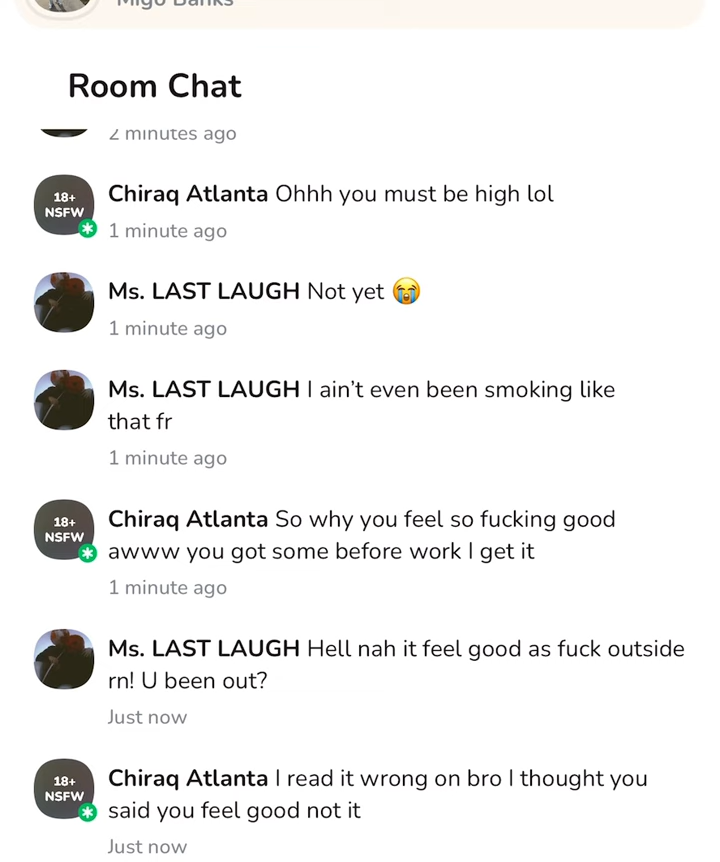 Migo Banks
Room Chat
2 minutes ago
18+
NSFW
Chiraq Atlanta Ohhh you must be high lol
1 minute ago
Ms. LAST LAUGH Not yet 😭
1 minute ago
Ms. LAST LAUGH I ain’t even been smoking like
that fr
1 minute ago
18+
NSFW
Chiraq Atlanta So why you feel so fucking good
awww you got some before work I get it
1 minute ago
Ms. LAST LAUGH Hell nah it feel good as fuck outside
rn! U been out?
Just now
18+
NSFW
Chiraq Atlanta I read it wrong on bro I thought you
said you feel good not it
Just now